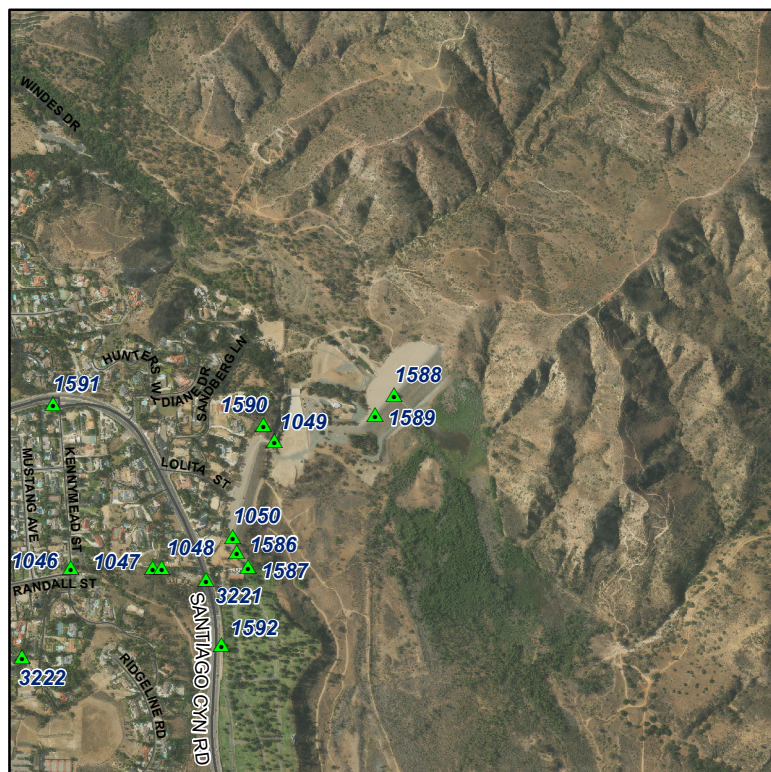 WINDES DR
HUNTERS WY
DIANE DR
SANDBERG LN
1591
1588
1590
1049
1589
MUSTANG AVE
KENNYMEAD ST
LOLITA ST
1050
1046
1047
1048
1586
1587
RANDALL ST
3221
SANTIAGO CYN RD
1592
RIDGELINE RD
3222